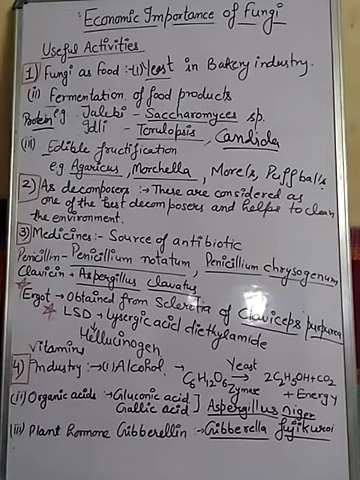 Economic Importance of Fungi
Useful Activities
1) Fungi as food :- (i) Yeast in Bakery industry.
(ii) Fermentation of food products
Protein e.g. Jalebi - Saccharomyces sp.
Idli - Torulopsis, Candida
(iii) Edible fructification
e.g. Agaricus, Morchella, Morels, Puff balls
2) As decomposers :→ These are considered as
one of the best decomposers and helps to clean
the environment.
3) Medicines :- Source of antibiotic
Penicillin - Penicillium notatum, Penicillium chrysogenum
Clavicin → Aspergillus clavatus
Ergot → Obtained from Sclerotia of Claviceps purpurea
LSD → Lysergic acid diethylamide
Hellucinogen
Vitamins
4) Industry :→ (i) Alcohol. → C6H12O6 Yeast→Zymase 2C2H5OH + CO2
+ Energy
(ii) Organic acids :- Gluconic acid
Gallic acid ] Aspergillus niger
(iii) Plant hormone Gibberellin :→ Gibberella fujikuroi